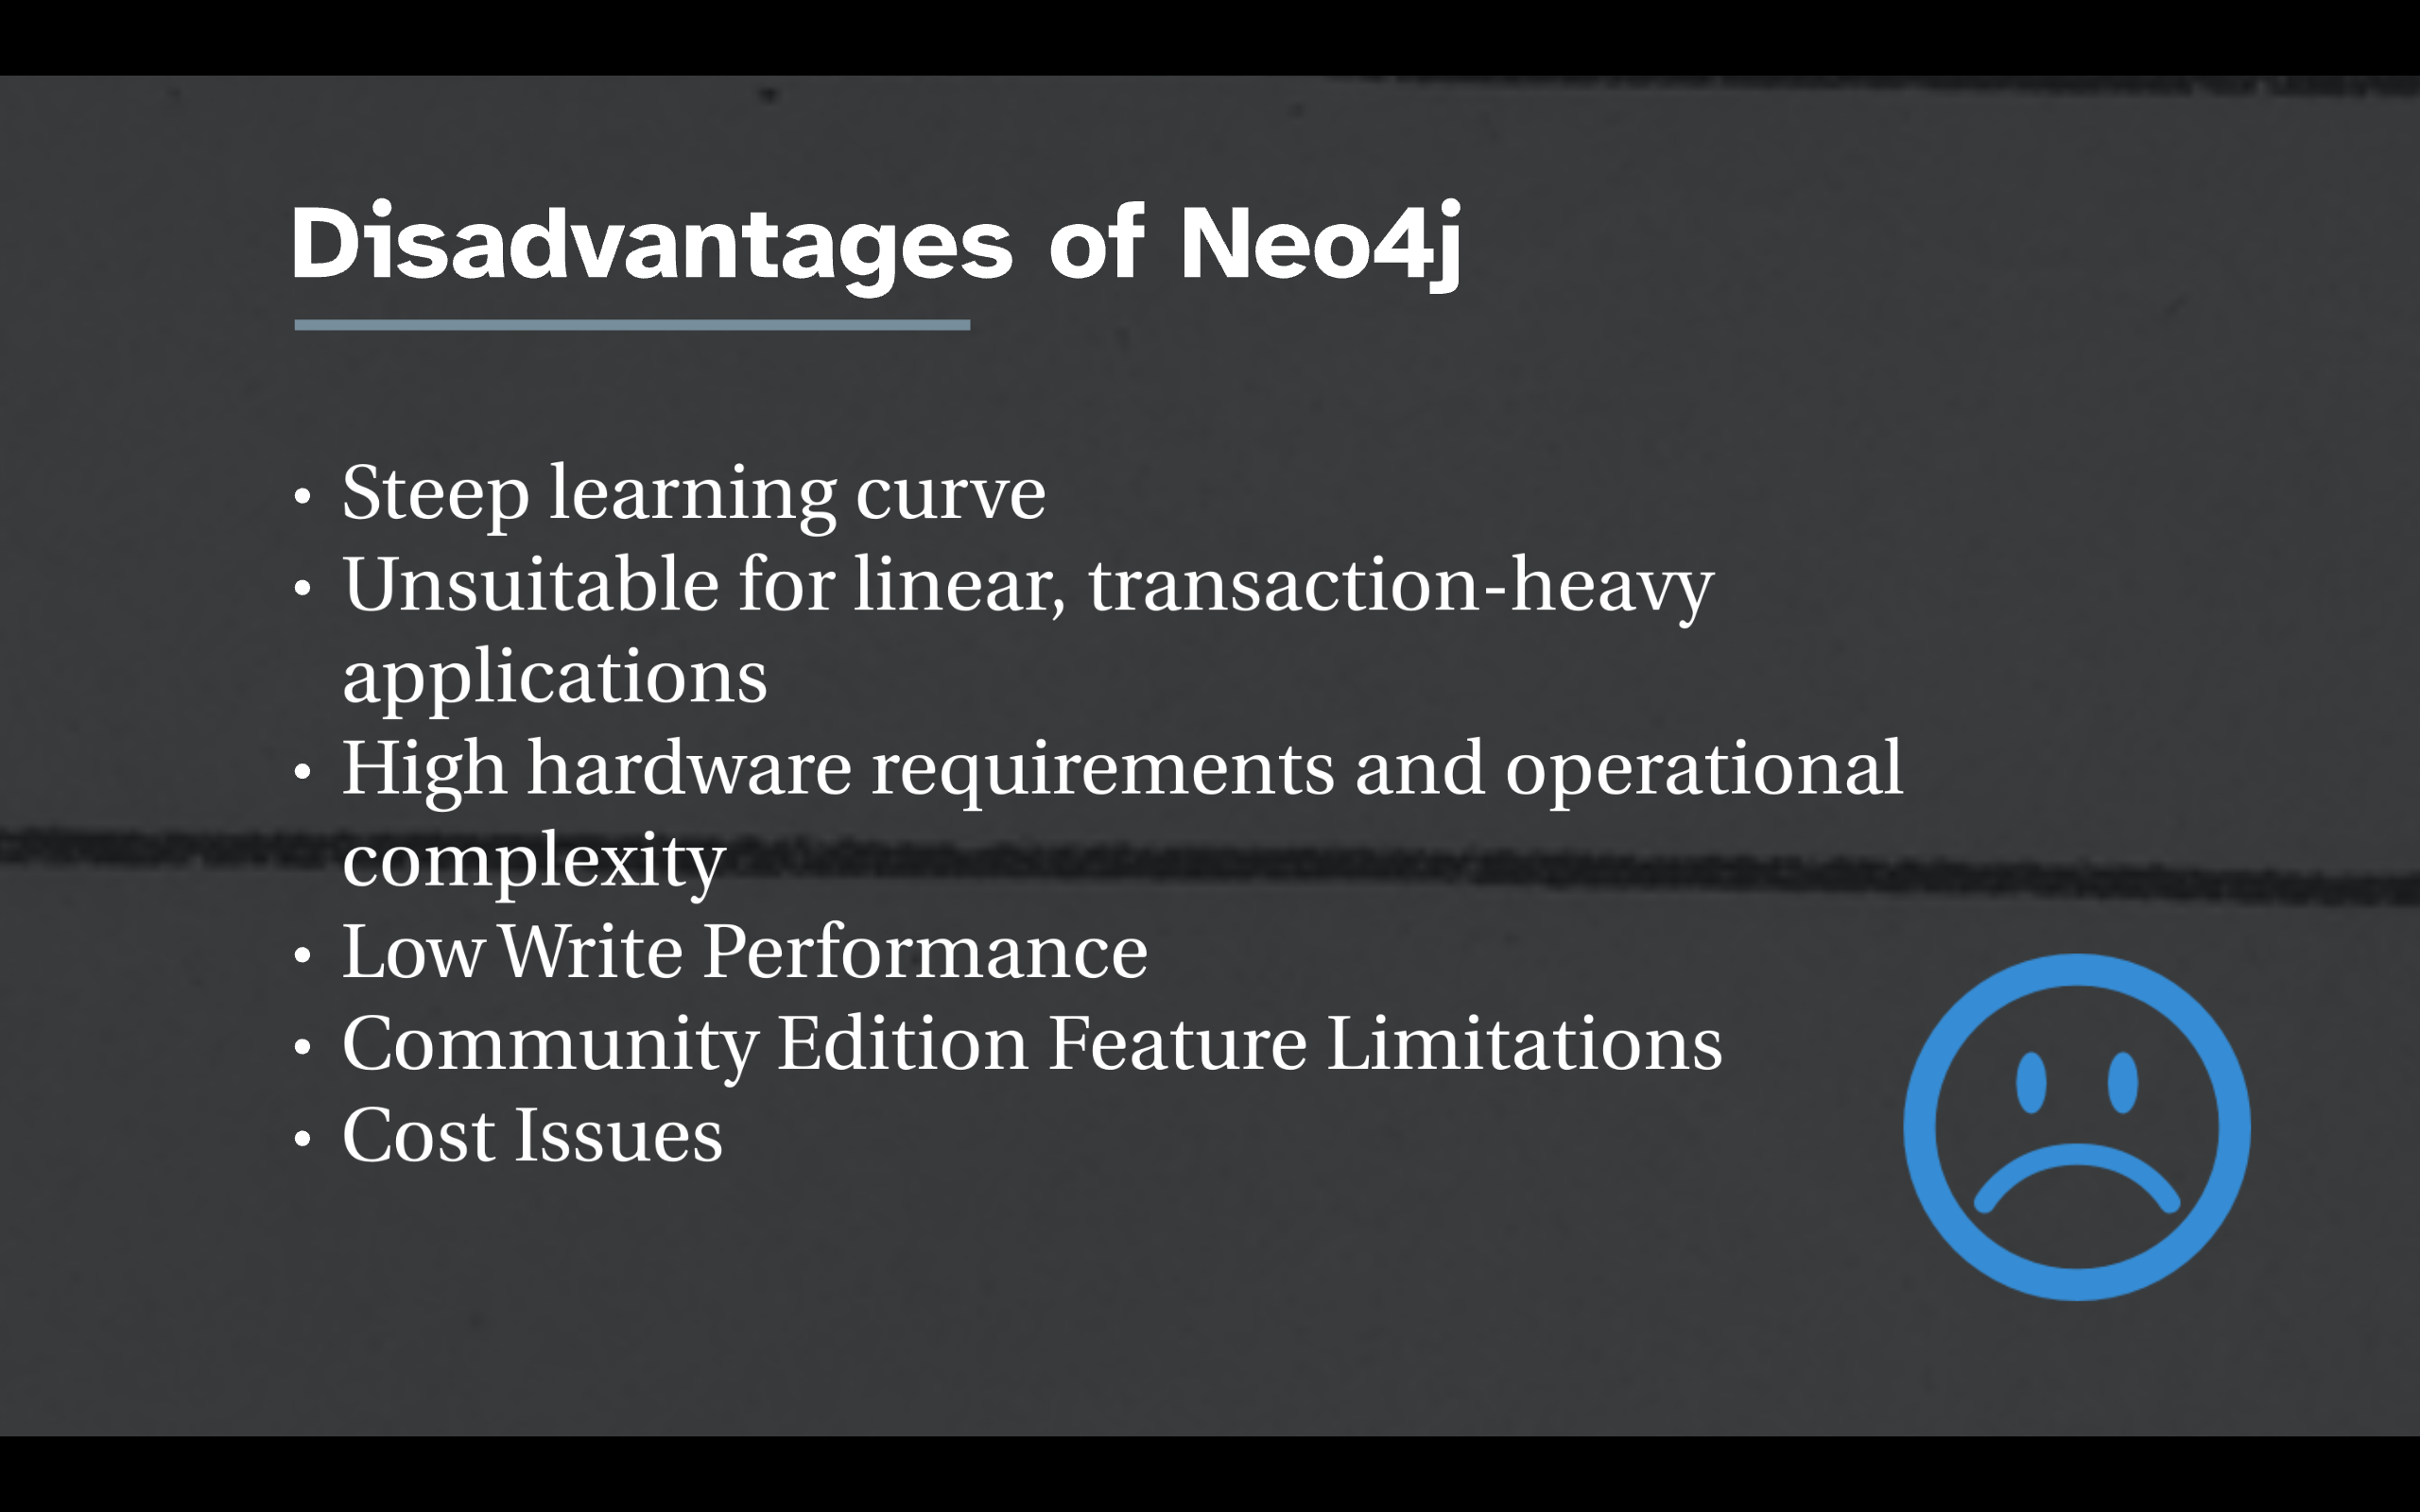 Disadvantages of Neo4j
• Steep learning curve
• Unsuitable for linear, transaction-heavy
applications
• High hardware requirements and operational
complexity
• Low Write Performance
• Community Edition Feature Limitations
• Cost Issues